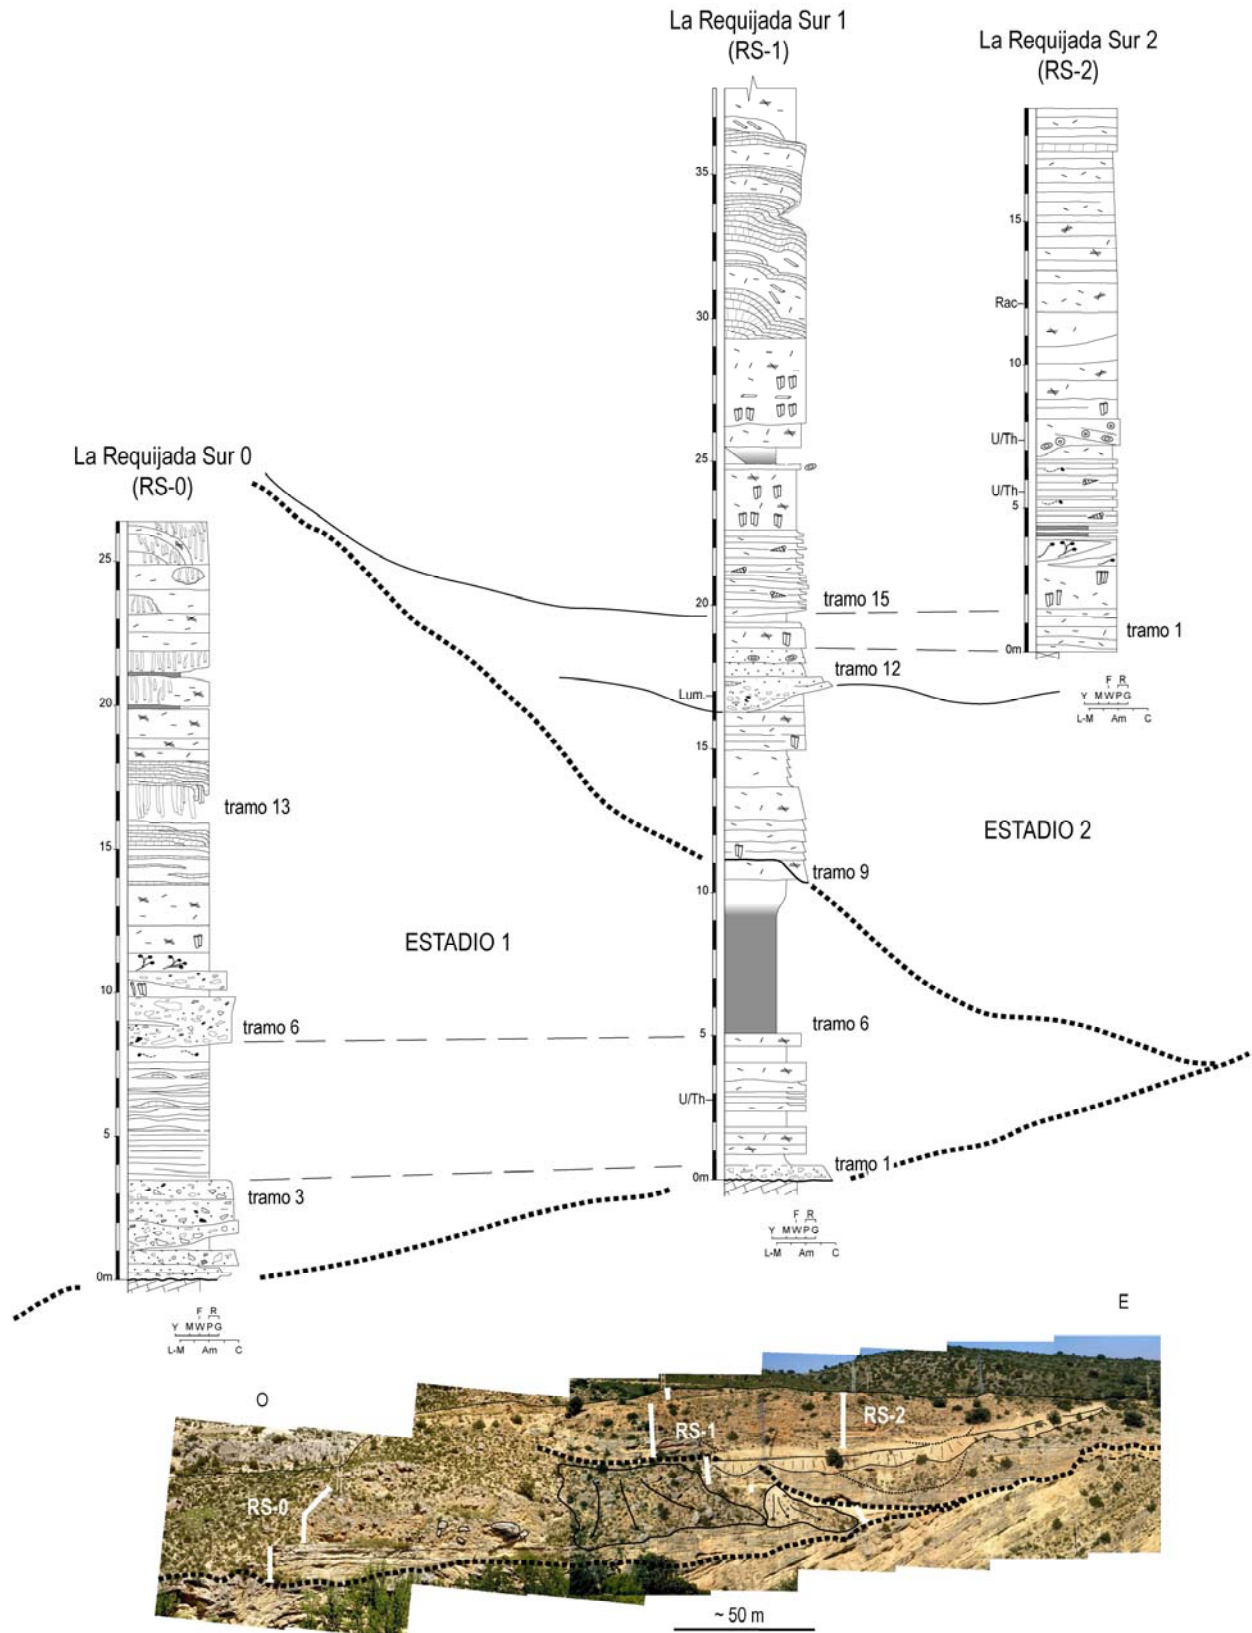 La Requijada Sur 1
(RS-1)
La Requijada Sur 2
(RS-2)
La Requijada Sur 0
(RS-0)
35
30
25
20
15
Lum.
10
5
U/Th
0m
tramo 15
tramo 12
tramo 9
tramo 6
tramo 1
15
Rac
10
U/Th
U/Th
5
0m
tramo 1
F R
Y M W P G
L-M Am C
25
20
15
10
5
0m
tramo 13
tramo 6
tramo 3
ESTADIO 1
ESTADIO 2
F R
Y M W P G
L-M Am C
F R
Y M W P G
L-M Am C
E
O
RS-0
RS-1
RS-2
~ 50 m